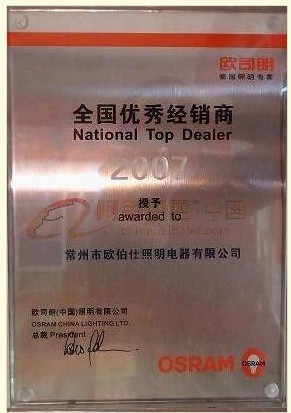 欧司朗
德国照明专家
全国优秀经销商
National Top Dealer
2007
授予
awarded to
常州市欧伯仕照明电器有限公司
欧司朗(中国)照明有限公司
OSRAM CHINA LIGHTING LTD.
总裁 President
OSRAM